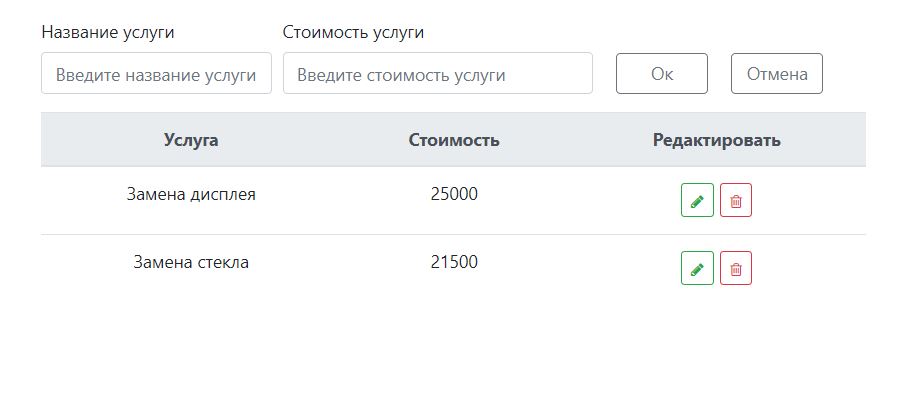 Название услуги Стоимость услуги
Введите название услуги Введите стоимость услуги Ок Отмена
Услуга Стоимость Редактировать
Замена дисплея 25000
Замена стекла 21500